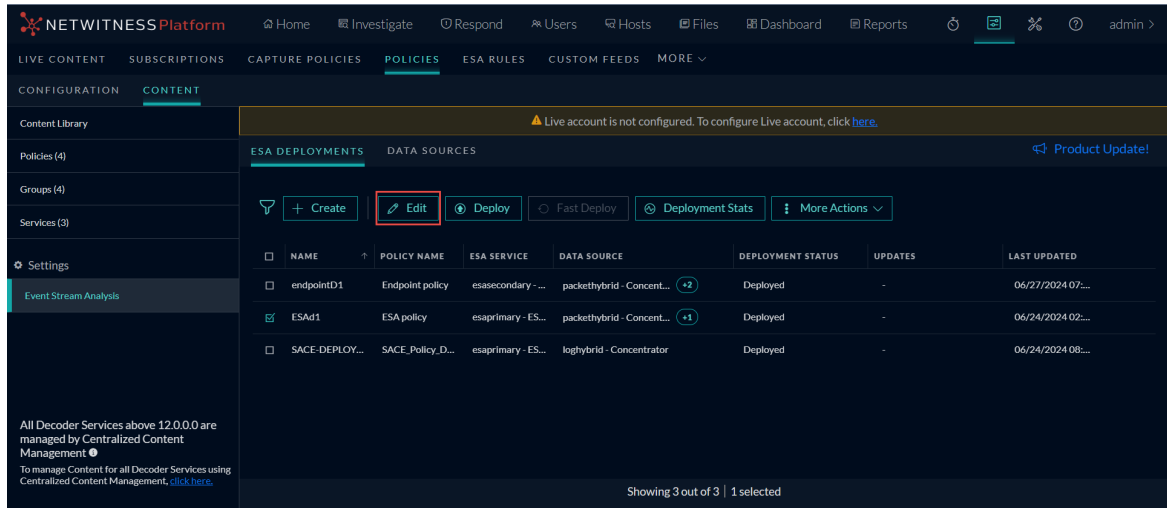 NETWITNESS Platform Home Investigate Respond Users Hosts Files Dashboard Reports admin >
LIVE CONTENT SUBSCRIPTIONS CAPTURE POLICIES POLICIES ESA RULES CUSTOM FEEDS MORE
CONFIGURATION CONTENT
Content Library
Live account is not configured. To configure Live account, click here.
Policies (4)
ESA DEPLOYMENTS DATA SOURCES Product Update!
Groups (4)
Services (3)
+ Create Edit Deploy Fast Deploy Deployment Stats More Actions
Settings
Event Stream Analysis
NAME ↑ POLICY NAME ESA SERVICE DATA SOURCE DEPLOYMENT STATUS UPDATES LAST UPDATED
endpointD1 Endpoint policy esasecondary - ... packethybrid - Concent... +2 Deployed - 06/27/2024 07:...
ESAd1 ESA policy esaprimary - ES... packethybrid - Concent... +1 Deployed - 06/24/2024 02:...
SACE-DEPLOY... SACE_Policy_D... esaprimary - ES... loghybrid - Concentrator Deployed - 06/24/2024 08:...
All Decoder Services above 12.0.0.0 are
managed by Centralized Content
Management
To manage Content for all Decoder Services using
Centralized Content Management, click here.
Showing 3 out of 3 | 1 selected